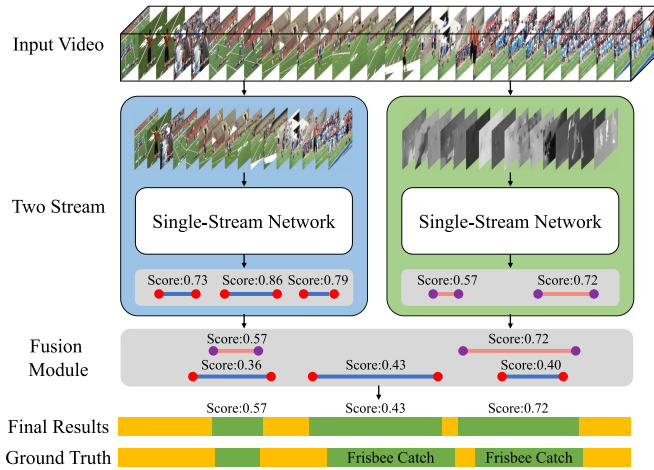 Input Video
Two Stream
Single-Stream Network
Single-Stream Network
Score:0.73 Score:0.86 Score:0.79
Score:0.57 Score:0.72
Fusion
Module
Score:0.57 Score:0.72
Score:0.36 Score:0.43 Score:0.40
Score:0.57 Score:0.43 Score:0.72
Final Results
Ground Truth Frisbee Catch Frisbee Catch